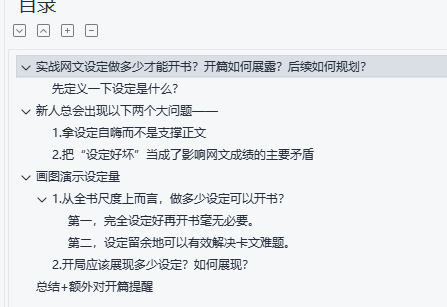 目录
实战网文设定做多少才能开书？开篇如何展露？后续如何规划？
先定义一下设定是什么？
新人总会出现以下两个大问题——
1.拿设定自嗨而不是支撑正文
2.把“设定好坏”当成了影响网文成绩的主要矛盾
画图演示设定量
1.从全书尺度上而言，做多少设定可以开书？
第一，完全设定好再开书毫无必要。
第二，设定留余地可以有效解决卡文难题。
2.开局应该展现多少设定？如何展现？
总结+额外对开篇提醒